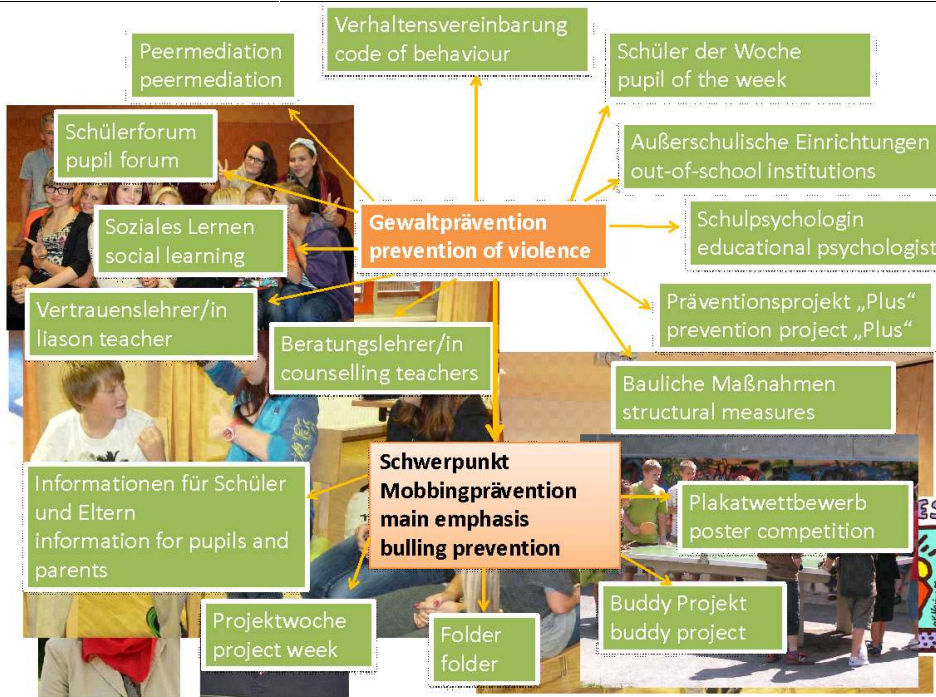 Verhaltensvereinbarung
code of behaviour
Peermediation
peermediation
Schüler der Woche
pupil of the week
Schülerforum
pupil forum
Außerschulische Einrichtungen
out-of-school institutions
Soziales Lernen
social learning
Gewaltprävention
prevention of violence
Schulpsychologin
educational psychologist
Vertrauenslehrer/in
liason teacher
Beratungslehrer/in
counselling teachers
Präventionsprojekt „Plus“
prevention project „Plus“
Bauliche Maßnahmen
structural measures
Schwerpunkt
Mobbingprävention
main emphasis
bulling prevention
Informationen für Schüler
und Eltern
information for pupils and
parents
Plakatwettbewerb
poster competition
Projektwoche
project week
Folder
folder
Buddy Projekt
buddy project